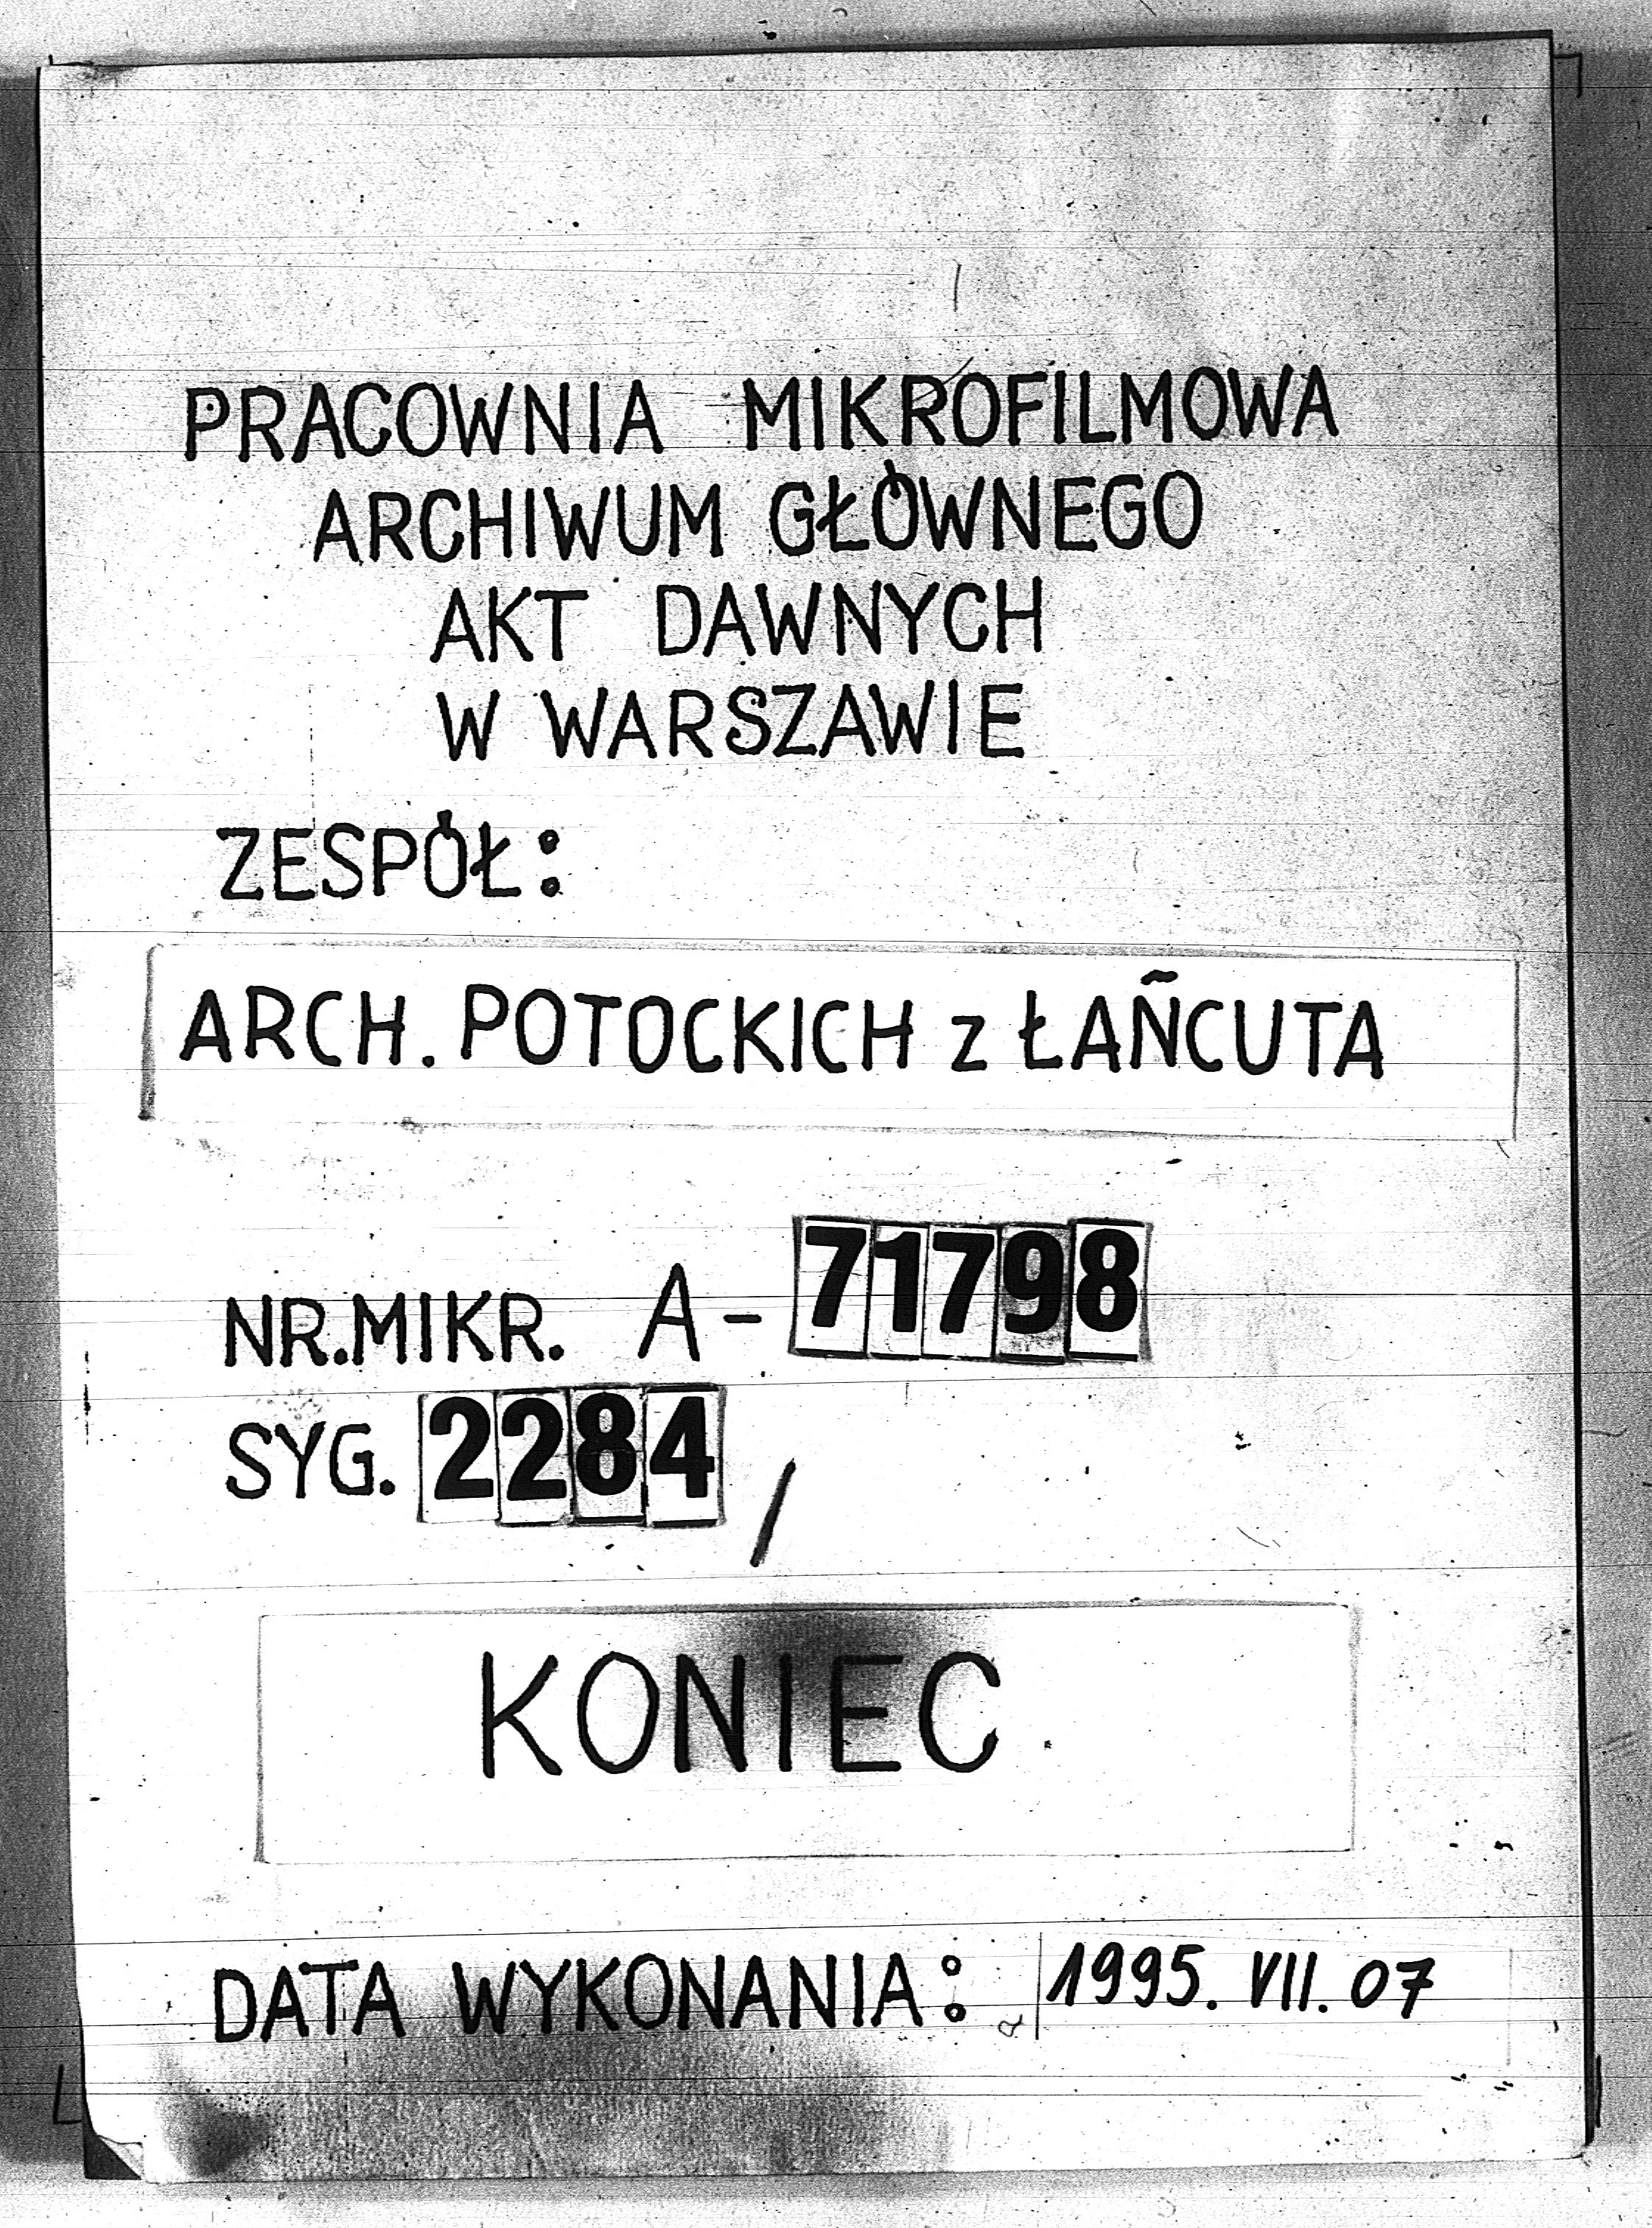 PRACOWNIA MIKROFILMOWA
ARCHIWUM GŁÓWNEGO
AKT DAWNYCH
W WARSZAWIE
ZESPÓŁ:
ARCH. POTOCKICH z ŁAŃCUTA
NR.MIKR. A-71798
SYG. 2284/
KONIEC
DATA WYKONANIA: 1995. VII. 07